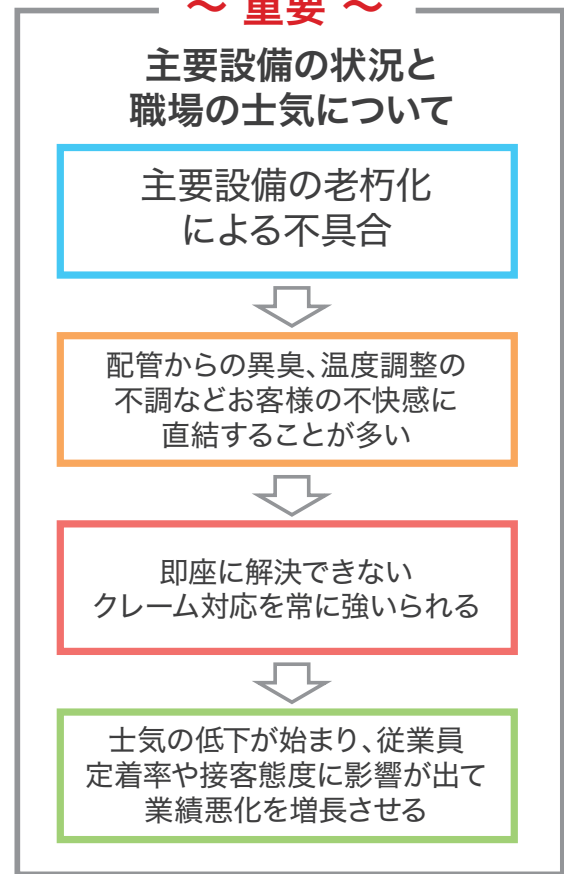 ～ 重要 ～
主要設備の状況と
職場の士気について
主要設備の老朽化
による不具合
配管からの異臭、温度調整の
不調などお客様の不快感に
直結することが多い
即座に解決できない
クレーム対応を常に強いられる
士気の低下が始まり、従業員
定着率や接客態度に影響が出て
業績悪化を増長させる